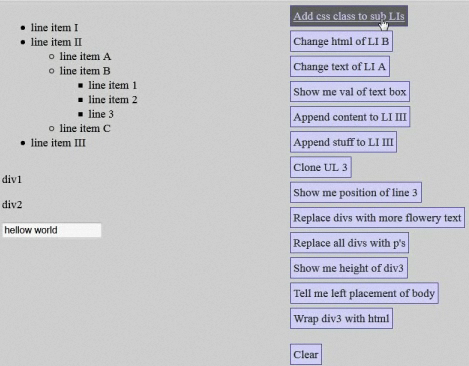 line item I
line item II
line item A
line item B
line item 1
line item 2
line 3
line item C
line item III
div1
div2
hellow world
Add css class to sub LIs
Change html of LI B
Change text of LI A
Show me val of text box
Append content to LI III
Append stuff to LI III
Clone UL 3
Show me position of line 3
Replace divs with more flowery text
Replace all divs with p's
Show me height of div3
Tell me left placement of body
Wrap div3 with html
Clear